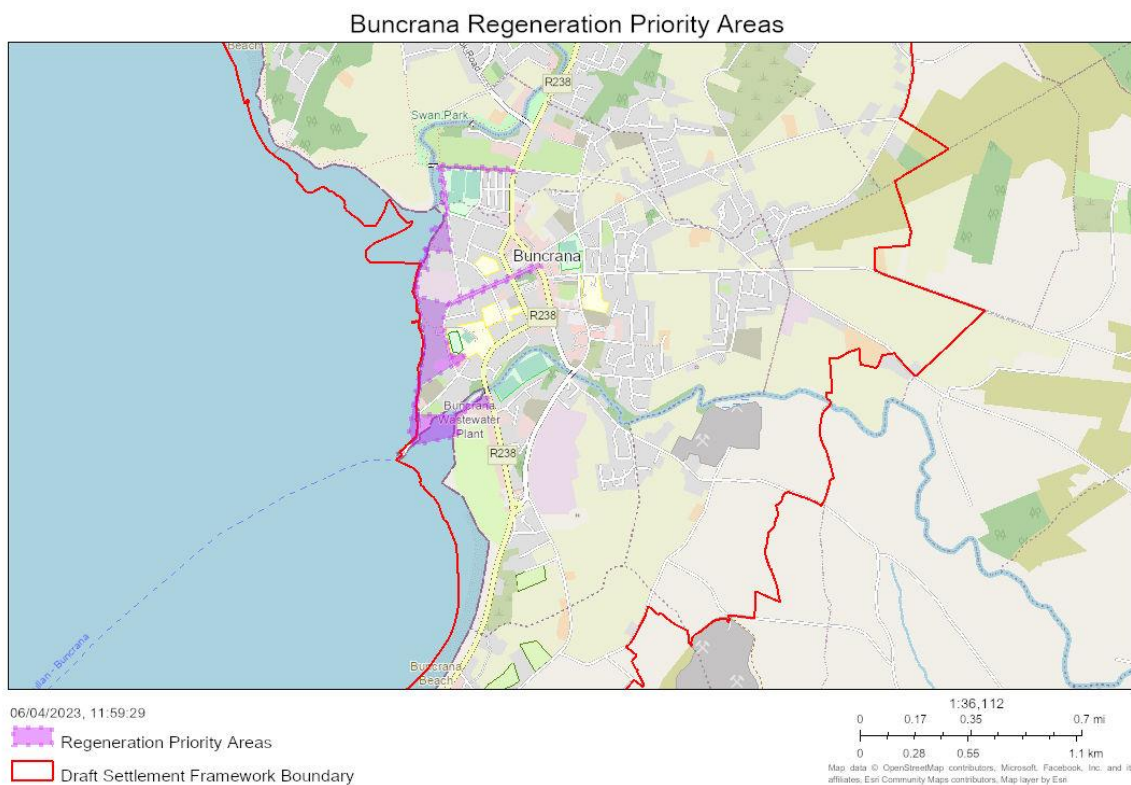 Buncrana Regeneration Priority Areas
Beach
R238
Swan Park
Buncrana
R238
Buncrana
Wastewater
Plant
R238
Buncrana
Buncrana
Beach
06/04/2023, 11:59:29
Regeneration Priority Areas
Draft Settlement Framework Boundary
1:36,112
0 0.17 0.35 0.7 mi
0 0.28 0.55 1.1 km
Map data © OpenStreetMap contributors, Microsoft, Facebook, Inc. and its
affiliates, Esri Community Maps contributors, Map layer by Esri